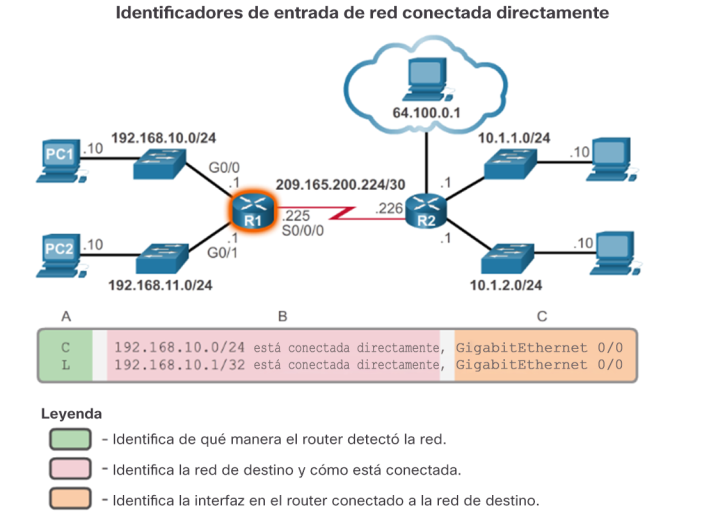 Identificadores de entrada de red conectada directamente
64.100.0.1
192.168.10.0/24
10.1.1.0/24
PC1
.10
.10
G0/0
.1
209.165.200.224/30
.1
R1
.225
.226
R2
S0/0/0
PC2
.10
.1
G0/1
.1
.10
192.168.11.0/24
10.1.2.0/24
A
B
C
C 192.168.10.0/24 está conectada directamente, GigabitEthernet 0/0
L 192.168.10.1/32 está conectada directamente, GigabitEthernet 0/0
Leyenda
- Identifica de qué manera el router detectó la red.
- Identifica la red de destino y cómo está conectada.
- Identifica la interfaz en el router conectado a la red de destino.